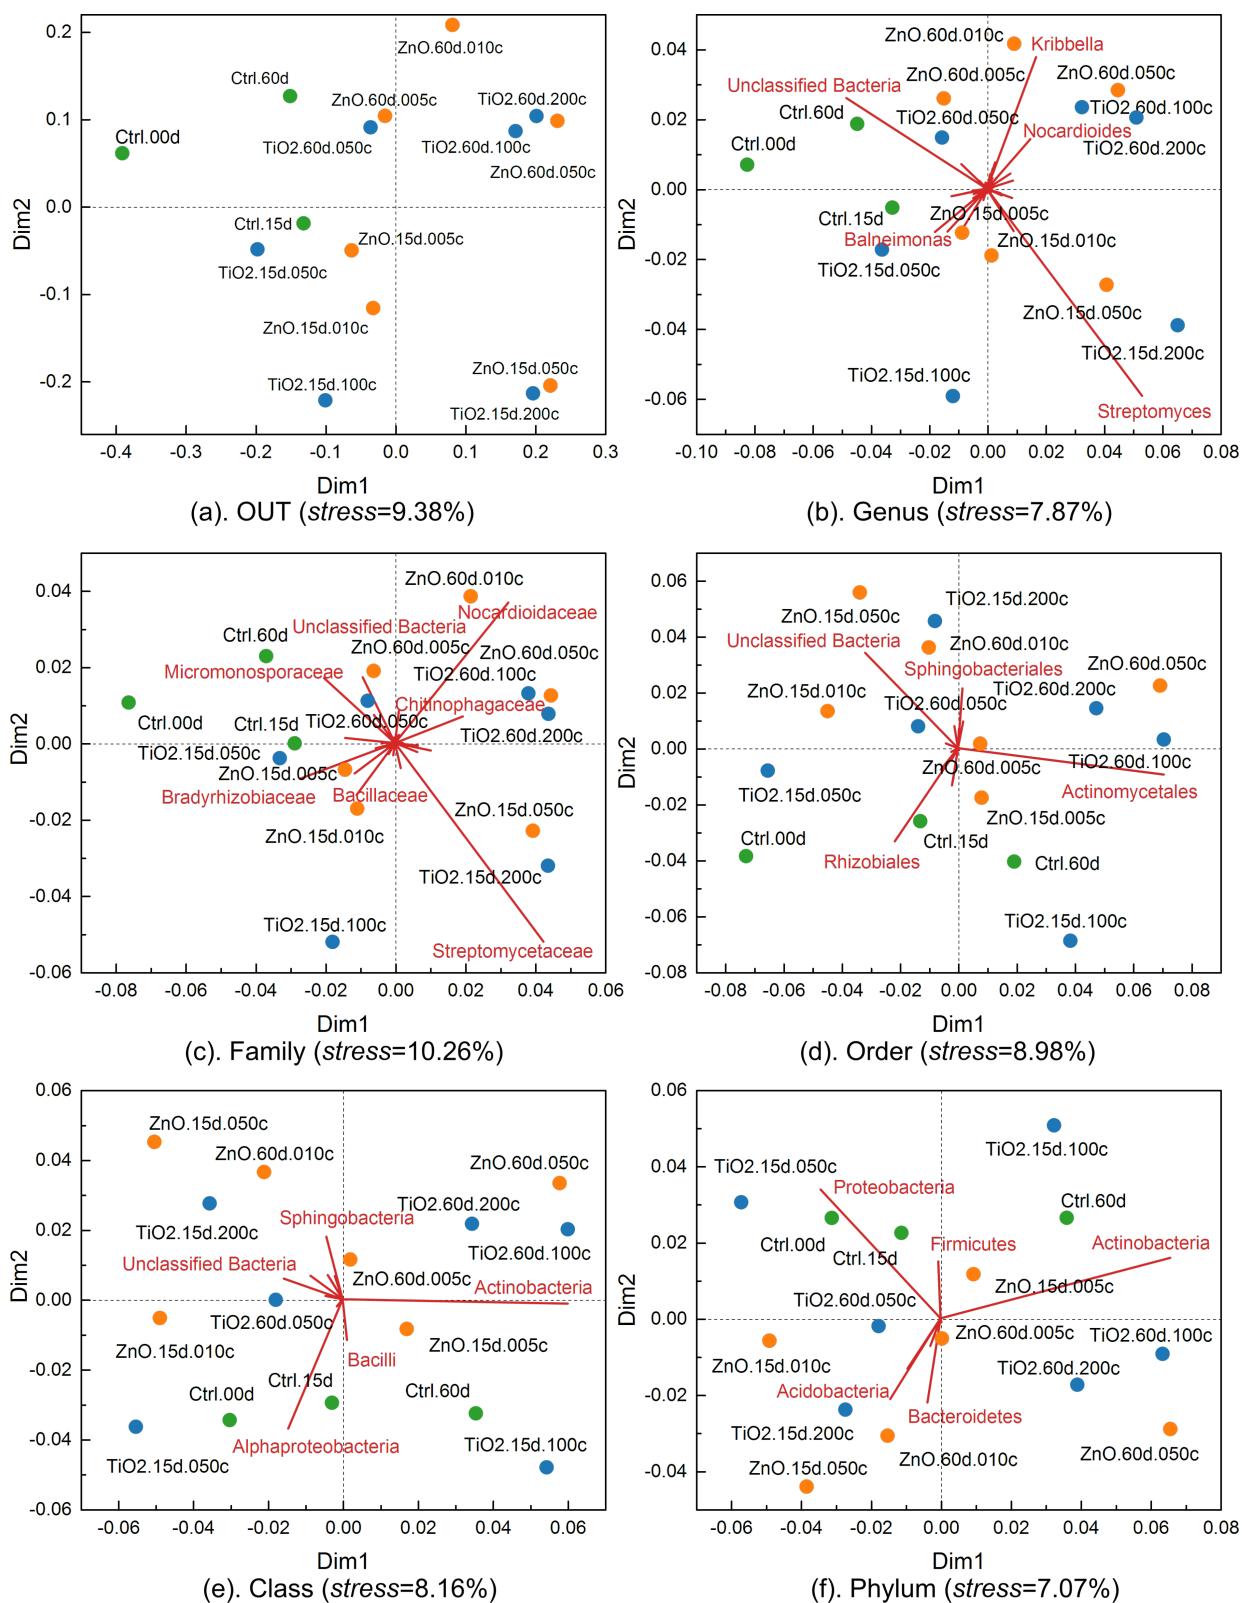 0.2
0.1
0.0
-0.1
-0.2
Dim2
ZnO.60d.010c
Ctrl.60d
ZnO.60d.005c
TiO2.60d.200c
Ctrl.00d
TiO2.60d.050c
TiO2.60d.100c
ZnO.60d.050c
Ctrl.15d
ZnO.15d.005c
TiO2.15d.050c
ZnO.15d.010c
ZnO.15d.050c
TiO2.15d.100c
TiO2.15d.200c
-0.4 -0.3 -0.2 -0.1 0.0 0.1 0.2 0.3
Dim1
(a). OUT (stress=9.38%)
0.04
0.02
0.00
-0.02
-0.04
-0.06
Dim2
ZnO.60d.010c
Kribbella
Unclassified Bacteria
ZnO.60d.005c
ZnO.60d.050c
Ctrl.60d
TiO2.60d.050c
TiO2.60d.100c
Nocardioides
Ctrl.00d
TiO2.60d.200c
Ctrl.15d
ZnO.15d.005c
Balneimonas
ZnO.15d.010c
TiO2.15d.050c
ZnO.15d.050c
TiO2.15d.200c
TiO2.15d.100c
Streptomyces
-0.10 -0.08 -0.06 -0.04 -0.02 0.00 0.02 0.04 0.06 0.08
Dim1
(b). Genus (stress=7.87%)
0.04
0.02
0.00
-0.02
-0.04
-0.06
Dim2
ZnO.60d.010c
Nocardioidaceae
Unclassified Bacteria
Ctrl.60d
ZnO.60d.005c
ZnO.60d.050c
Micromonosporaceae
TiO2.60d.100c
Chitinophagaceae
Ctrl.00d
Ctrl.15d
TiO2.60d.050c
TiO2.60d.200c
TiO2.15d.050c
ZnO.15d.005c
Bradyrhizobiaceae
Bacillaceae
ZnO.15d.050c
ZnO.15d.010c
TiO2.15d.200c
TiO2.15d.100c
Streptomycetaceae
-0.08 -0.06 -0.04 -0.02 0.00 0.02 0.04 0.06
Dim1
(c). Family (stress=10.26%)
0.06
0.04
0.02
0.00
-0.02
-0.04
-0.06
-0.08
Dim2
TiO2.15d.200c
ZnO.15d.050c
Unclassified Bacteria
ZnO.60d.010c
Sphingobacteriales
ZnO.60d.050c
ZnO.15d.010c
TiO2.60d.200c
TiO2.60d.050c
ZnO.60d.005c
TiO2.60d.100c
TiO2.15d.050c
Actinomycetales
ZnO.15d.005c
Ctrl.00d
Ctrl.15d
Rhizobiales
Ctrl.60d
TiO2.15d.100c
-0.08 -0.06 -0.04 -0.02 0.00 0.02 0.04 0.06 0.08
Dim1
(d). Order (stress=8.98%)
0.06
0.04
0.02
0.00
-0.02
-0.04
-0.06
Dim2
ZnO.15d.050c
ZnO.60d.010c
ZnO.60d.050c
TiO2.60d.200c
Sphingobacteria
TiO2.15d.200c
TiO2.60d.100c
Unclassified Bacteria
ZnO.60d.005c
Actinobacteria
TiO2.60d.050c
ZnO.15d.010c
ZnO.15d.005c
Bacilli
Ctrl.15d
Ctrl.00d
Ctrl.60d
Alphaproteobacteria
TiO2.15d.100c
TiO2.15d.050c
-0.06 -0.04 -0.02 0.00 0.02 0.04 0.06
Dim1
(e). Class (stress=8.16%)
0.06
0.04
0.02
0.00
-0.02
-0.04
Dim2
TiO2.15d.100c
TiO2.15d.050c
Proteobacteria
Ctrl.60d
Ctrl.00d
Firmicutes
Actinobacteria
Ctrl.15d
ZnO.15d.005c
TiO2.60d.050c
ZnO.60d.005c
TiO2.60d.100c
ZnO.15d.010c
TiO2.60d.200c
Acidobacteria
Bacteroidetes
TiO2.15d.200c
ZnO.60d.050c
ZnO.60d.010c
ZnO.15d.050c
-0.06 -0.04 -0.02 0.00 0.02 0.04 0.06 0.08
Dim1
(f). Phylum (stress=7.07%)